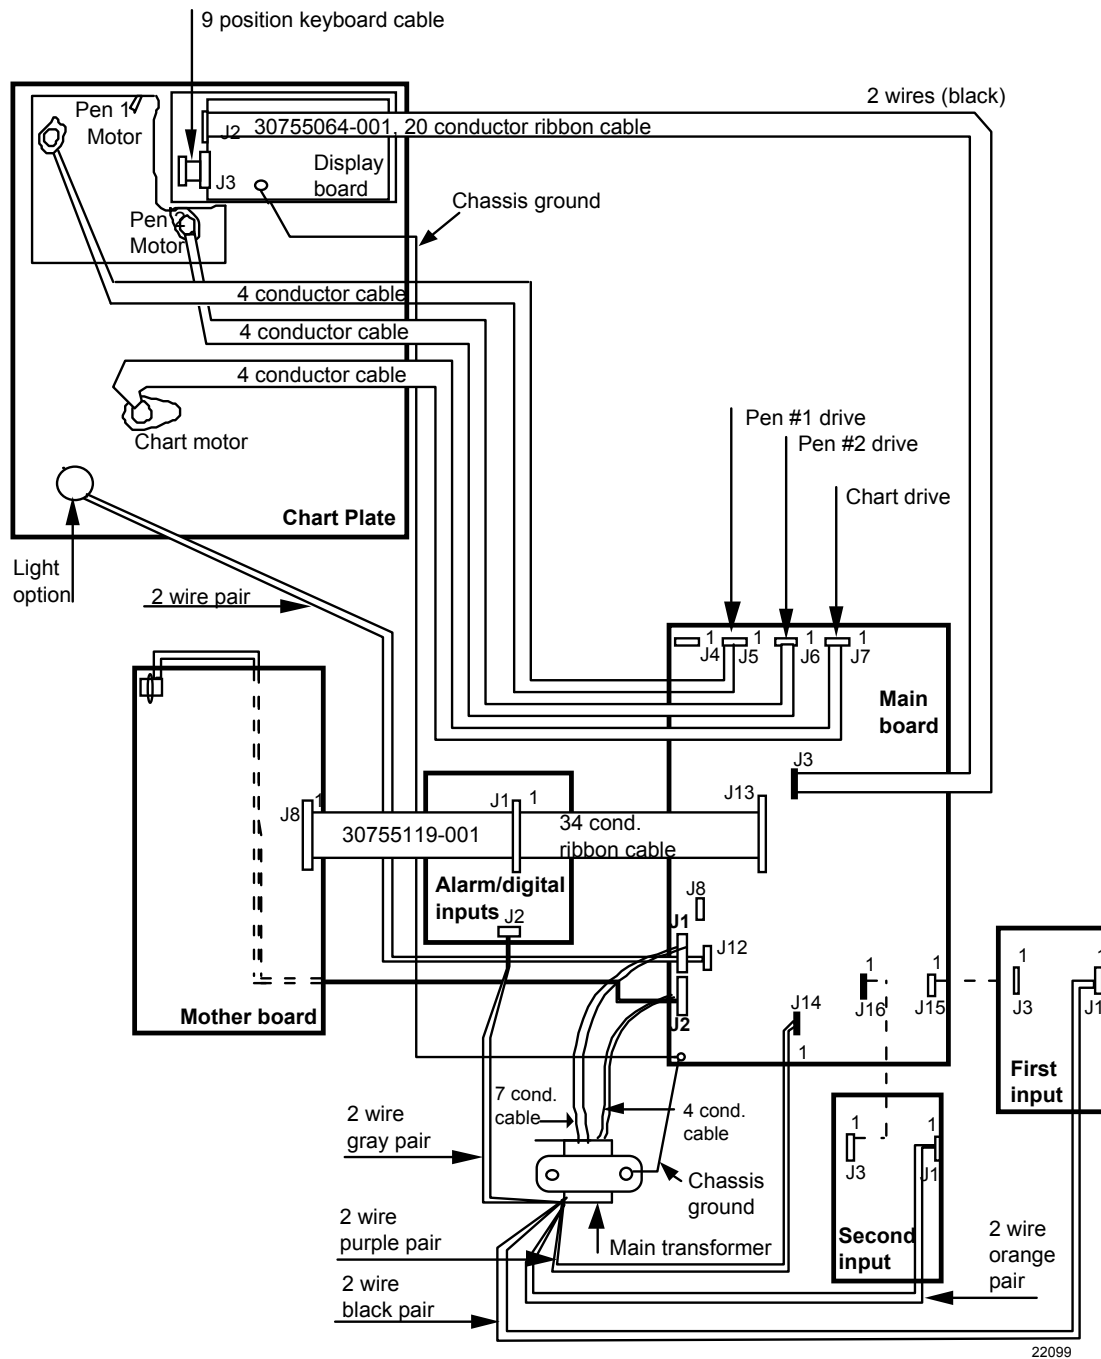 9 position keyboard cable
2 wires (black)
Pen 1
Motor
J2
30755064-001, 20 conductor ribbon cable
Display
board
J3
Chassis ground
Pen 2
Motor
4 conductor cable
4 conductor cable
4 conductor cable
Chart motor
Pen #1 drive
Pen #2 drive
Chart drive
Chart Plate
Light
option
2 wire pair
1
J4
1
J5
1
J6
1
J7
Main
board
J3
J13
J8
1
30755119-001
J1
1
34 cond.
ribbon cable
Alarm/digital
inputs
J2
J8
J1
J12
J2
Mother board
J14
1
1
J16
1
J15
1
J3
1
J1
First
input
7 cond.
cable
4 cond.
cable
2 wire
gray pair
Chassis
ground
1
J3
1
J1
Second
input
2 wire
purple pair
Main transformer
2 wire
orange
pair
2 wire
black pair
22099